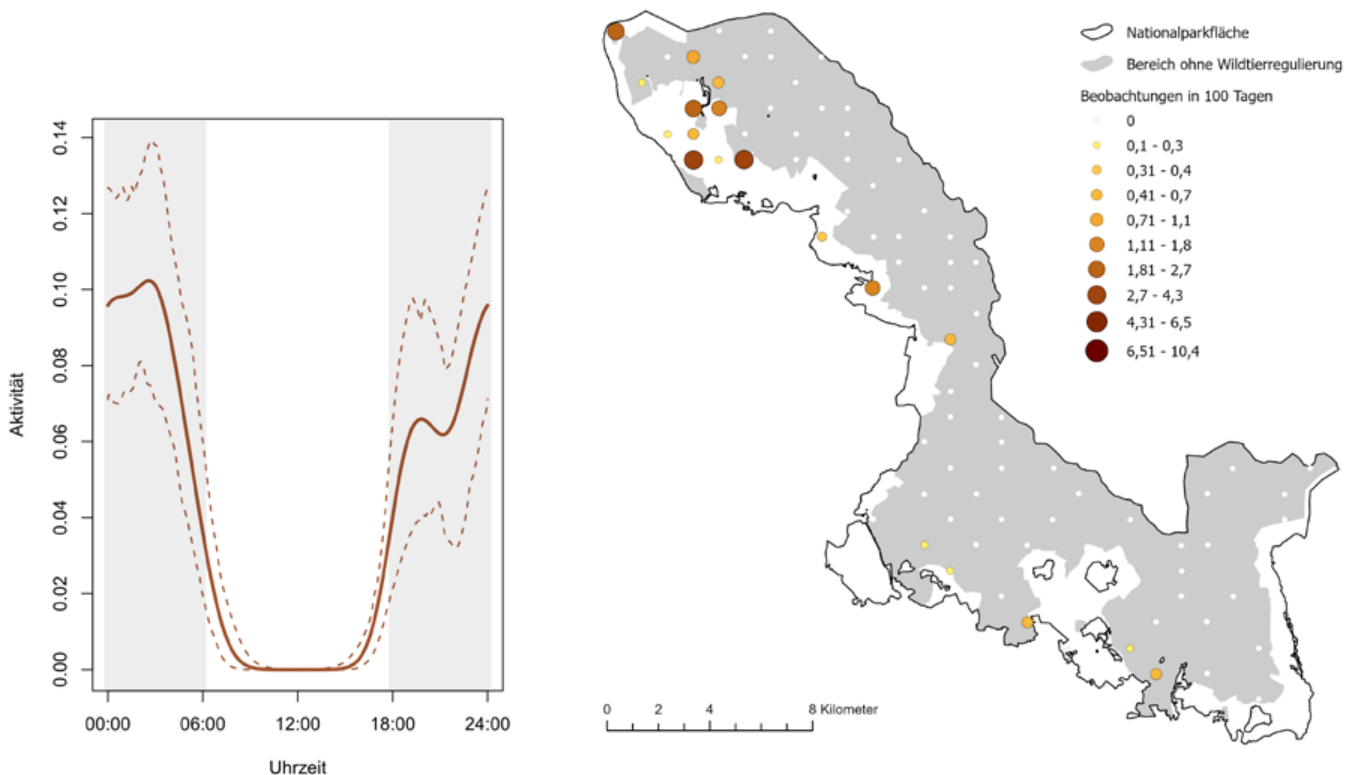 0.14
0.12
0.10
0.08
0.06
0.04
0.02
0.00
Aktivität
00:00 06:00 12:00 18:00 24:00
Uhrzeit
Nationalparkfläche
Bereich ohne Wildtierregulierung
Beobachtungen in 100 Tagen
0
0,1 - 0,3
0,31 - 0,4
0,41 - 0,7
0,71 - 1,1
1,11 - 1,8
1,81 - 2,7
2,7 - 4,3
4,31 - 6,5
6,51 - 10,4
0 2 4 8 Kilometer